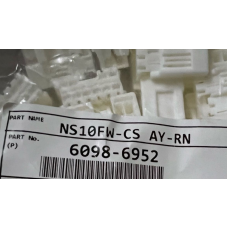 PART NAME NS10FW-CS AY-RN
PART No. 6098-6952
(P)